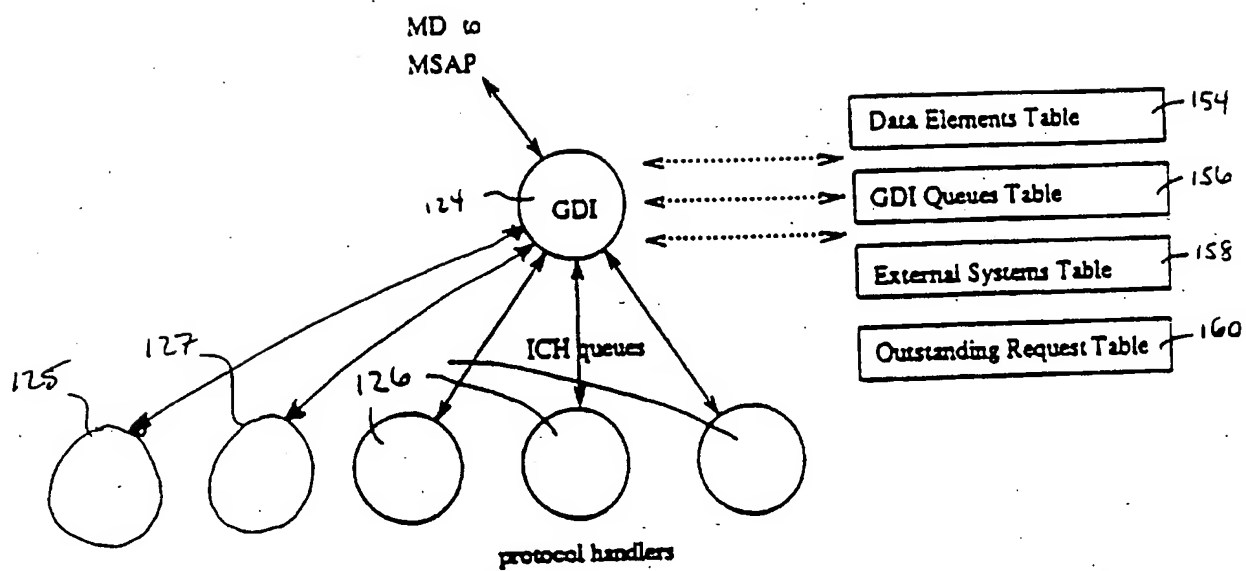 MD to
MSAP
Data Elements Table
154
124
GDI
GDI Queues Table
156
External Systems Table
158
ICH queues
Outstanding Request Table
160
127
125
126
protocol handlers